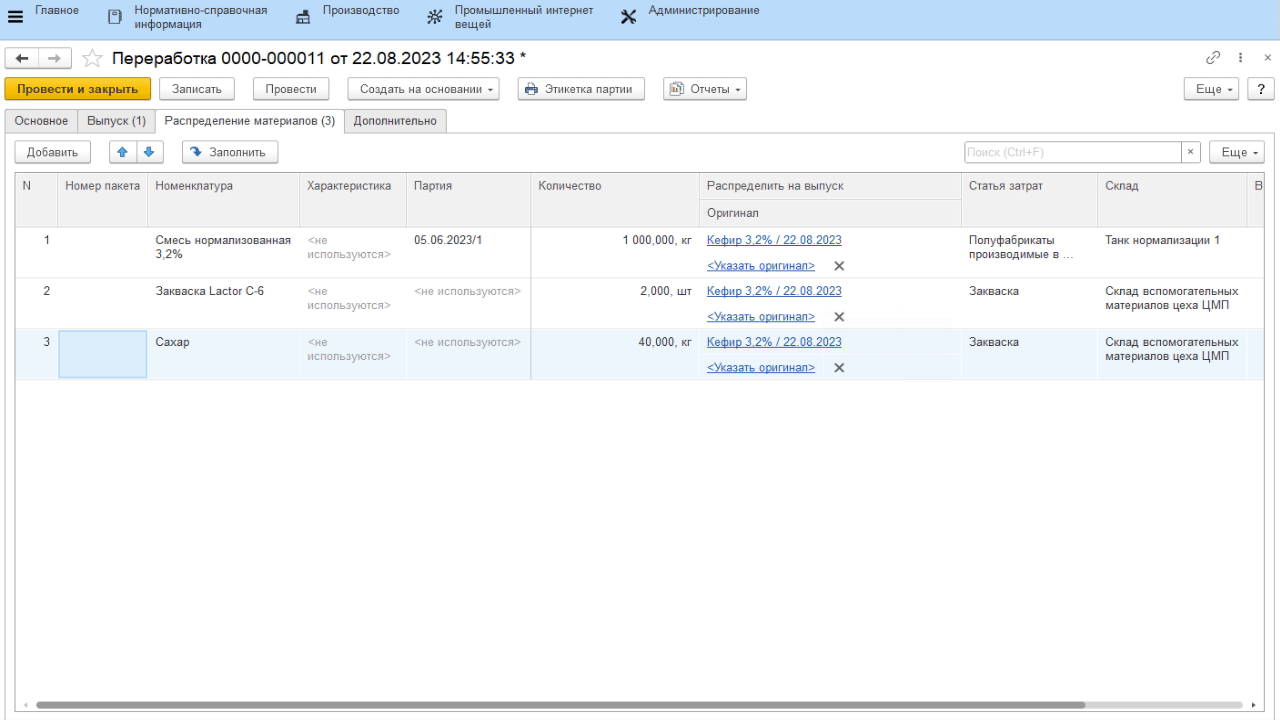 Главное
Нормативно-справочная
информация
Производство
Промышленный интернет
вещей
Администрирование
Переработка 0000-000011 от 22.08.2023 14:55:33 *
Провести и закрыть
Записать
Провести
Создать на основании
Этикетка партии
Отчеты
Еще
?
Основное
Выпуск (1)
Распределение материалов (3)
Дополнительно
Добавить
Заполнить
Поиск (Ctrl+F)
×
Еще
N
Номер пакета
Номенклатура
Характеристика
Партия
Количество
Распределить на выпуск
Статья затрат
Склад
В
Оригинал
1
Смесь нормализованная
3,2%
<не
используются>
05.06.2023/1
1 000,000, кг
Кефир 3,2% / 22.08.2023
<Указать оригинал>
Полуфабрикаты
производимые в ...
Танк нормализации 1
2
Закваска Lactor C-6
<не
используются>
<не используются>
2,000, шт
Кефир 3,2% / 22.08.2023
<Указать оригинал>
Закваска
Склад вспомогательных
материалов цеха ЦМП
3
Сахар
<не
используются>
<не используются>
40,000, кг
Кефир 3,2% / 22.08.2023
<Указать оригинал>
Закваска
Склад вспомогательных
материалов цеха ЦМП